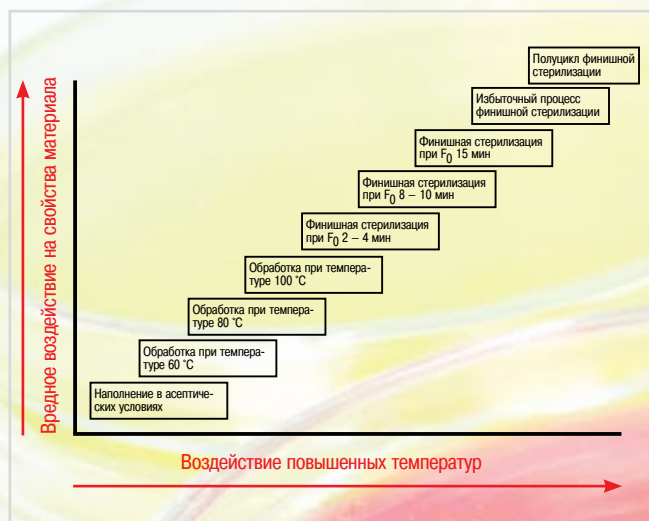 Вредное воздействие на свойства материала
Полуцикл финишной
стерилизации
Избыточный процесс
финишной стерилизации
Финишная стерилизация
при F0 15 мин
Финишная стерилизация
при F0 8 – 10 мин
Финишная стерилизация
при F0 2 – 4 мин
Обработка при темпера-
туре 100 °C
Обработка при темпера-
туре 80 °C
Обработка при темпера-
туре 60 °C
Наполнение в асептиче-
ских условиях
Воздействие повышенных температур